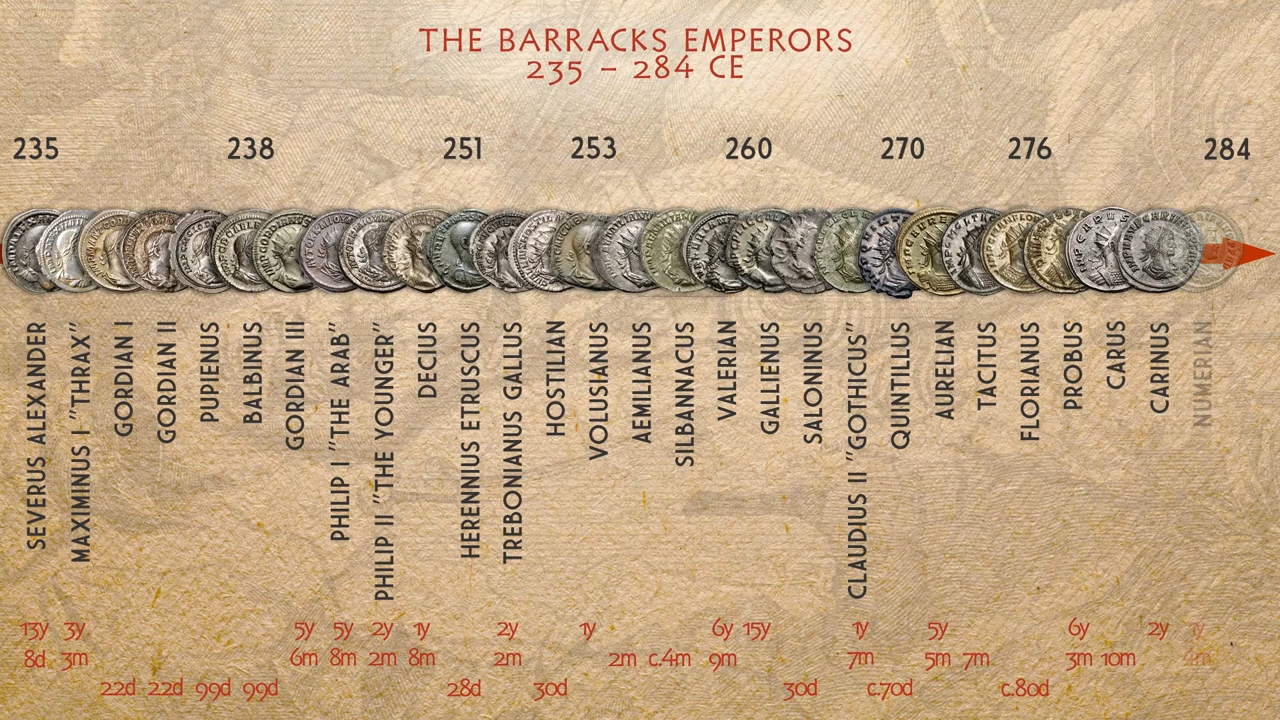 THE BARRACKS EMPERORS
235 – 284 CE
235 238 251 253 260 270 276 284
SEVERUS ALEXANDER
MAXIMINUS I "THRAX"
GORDIAN I
GORDIAN II
PUPIENUS
BALBINUS
GORDIAN III
PHILIP I "THE ARAB"
PHILIP II "THE YOUNGER"
DECIUS
HERENNIUS ETRUSCUS
TREBONIANUS GALLUS
HOSTILIAN
VOLUSIANUS
AEMILIANUS
SILBANNACUS
VALERIAN
GALLIENUS
SALONINUS
CLAUDIUS II "GOTHICUS"
QUINTILLUS
AURELIAN
TACITUS
FLORIANUS
PROBUS
CARUS
CARINUS
NUMERIAN
13y 3y 5y 5y 2y 1y 2y 1y 6y 15y 1y 5y 6y 2y
8d 3m 6m 8m 2m 8m 2m 2m c.4m 9m 7m 5m 7m 3m 10m
22d 22d 99d 99d 28d 30d 30d c.70d c.80d